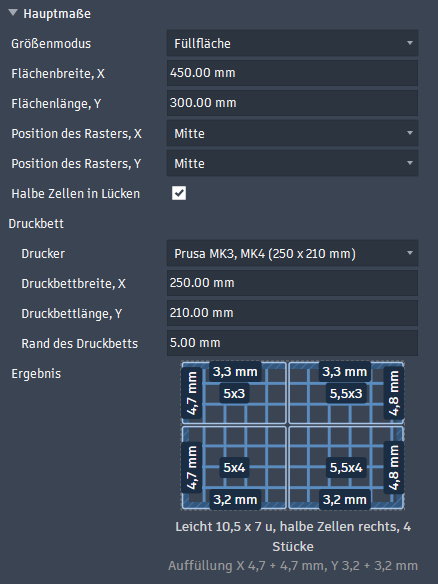 Hauptmaße
Größenmodus Füllfläche
Flächenbreite, X 450.00 mm
Flächenlänge, Y 300.00 mm
Position des Rasters, X Mitte
Position des Rasters, Y Mitte
Halbe Zellen in Lücken
Druckbett
Drucker Prusa MK3, MK4 (250 x 210 mm)
Druckbettbreite, X 250.00 mm
Druckbettlänge, Y 210.00 mm
Rand des Druckbetts 5.00 mm
Ergebnis
3,3 mm 3,3 mm
4,7 mm 5x3 5,5x3 4,8 mm
4,7 mm 5x4 5,5x4 4,8 mm
3,2 mm 3,2 mm
Leicht 10,5 x 7 u, halbe Zellen rechts, 4
Stücke
Auffüllung X 4,7 + 4,7 mm, Y 3,2 + 3,2 mm